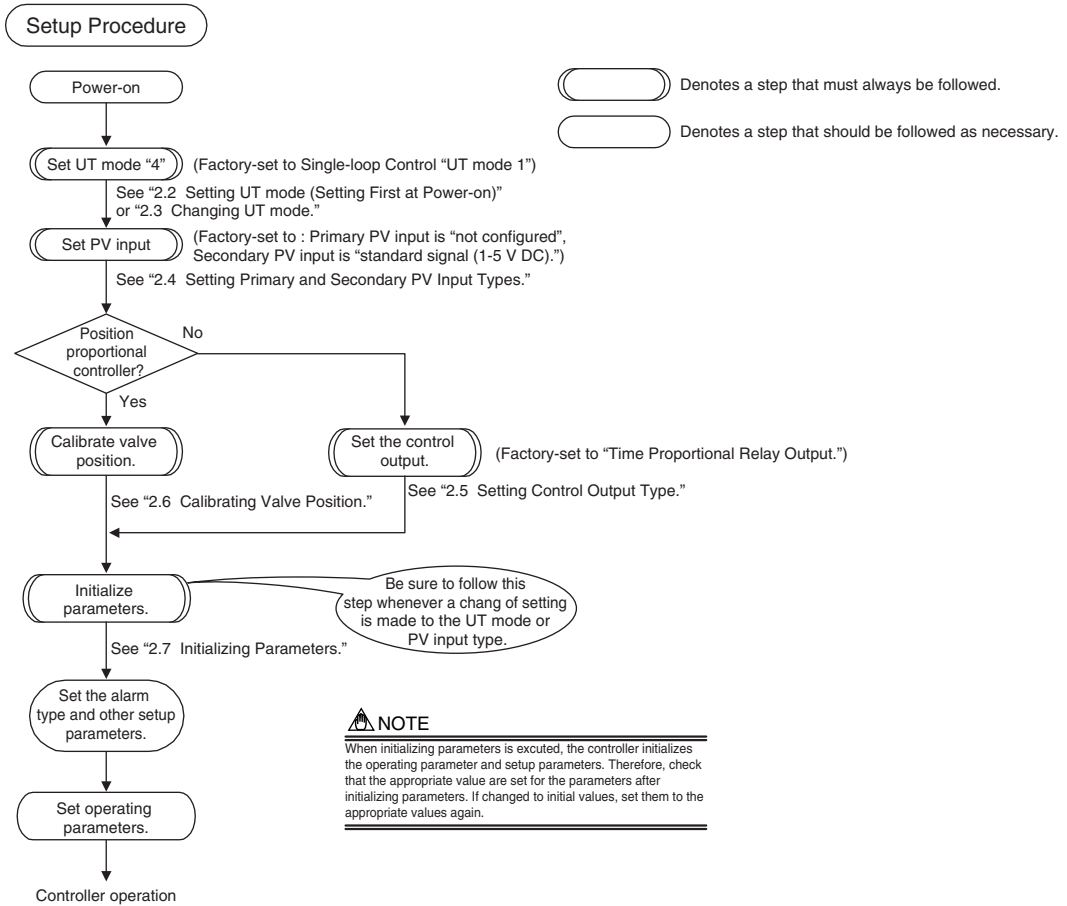 Setup Procedure
Power-on
Denotes a step that must always be followed.
Denotes a step that should be followed as necessary.
Set UT mode “4”
(Factory-set to Single-loop Control “UT mode 1”)
See “2.2 Setting UT mode (Setting First at Power-on)”
or “2.3 Changing UT mode.”
Set PV input
(Factory-set to : Primary PV input is “not configured”,
Secondary PV input is “standard signal (1-5 V DC).”)
See “2.4 Setting Primary and Secondary PV Input Types.”
Position
proportional
controller?
No
Yes
Calibrate valve
position.
Set the control
output.
(Factory-set to “Time Proportional Relay Output.”)
See “2.6 Calibrating Valve Position.”
See “2.5 Setting Control Output Type.”
Initialize
parameters.
Be sure to follow this
step whenever a chang of setting
is made to the UT mode or
PV input type.
See “2.7 Initializing Parameters.”
Set the alarm
type and other setup
parameters.
NOTE
When initializing parameters is excuted, the controller initializes
the operating parameter and setup parameters. Therefore, check
that the appropriate value are set for the parameters after
initializing parameters. If changed to initial values, set them to the
appropriate values again.
Set operating
parameters.
Controller operation